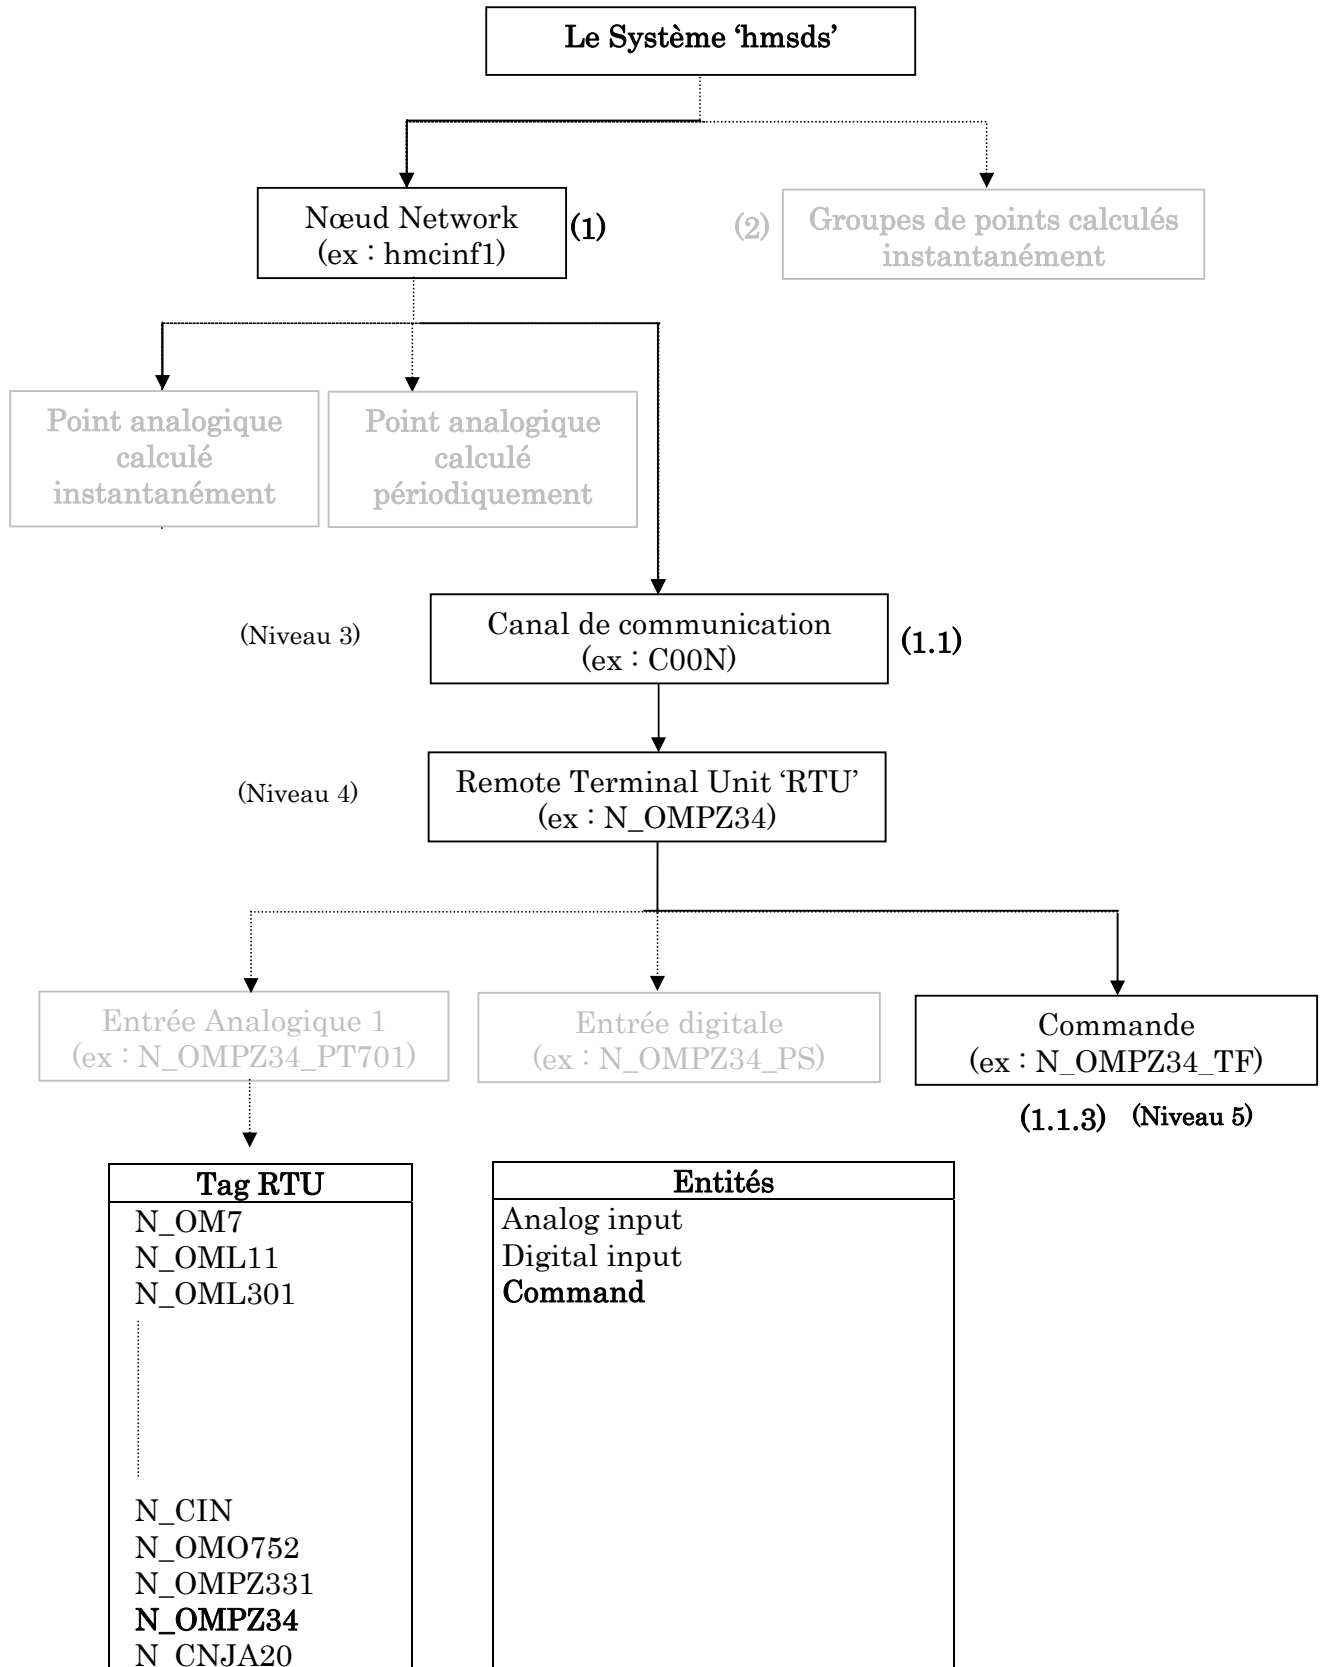 Le Système ‘hmsds’
Nœud Network
(ex : hmcinf1)
(1)
(2)
Groupes de points calculés
instantanément
Point analogique
calculé
instantanément
Point analogique
calculé
périodiquement
(Niveau 3)
Canal de communication
(ex : C00N)
(1.1)
(Niveau 4)
Remote Terminal Unit ‘RTU’
(ex : N_OMPZ34)
Entrée Analogique 1
(ex : N_OMPZ34_PT701)
Entrée digitale
(ex : N_OMPZ34_PS)
Commande
(ex : N_OMPZ34_TF)
(1.1.3) (Niveau 5)
Tag RTU
N_OM7
N_OML11
N_OML301
N_CIN
N_OMO752
N_OMPZ331
N_OMPZ34
N_CNJA20
Entités
Analog input
Digital input
Command